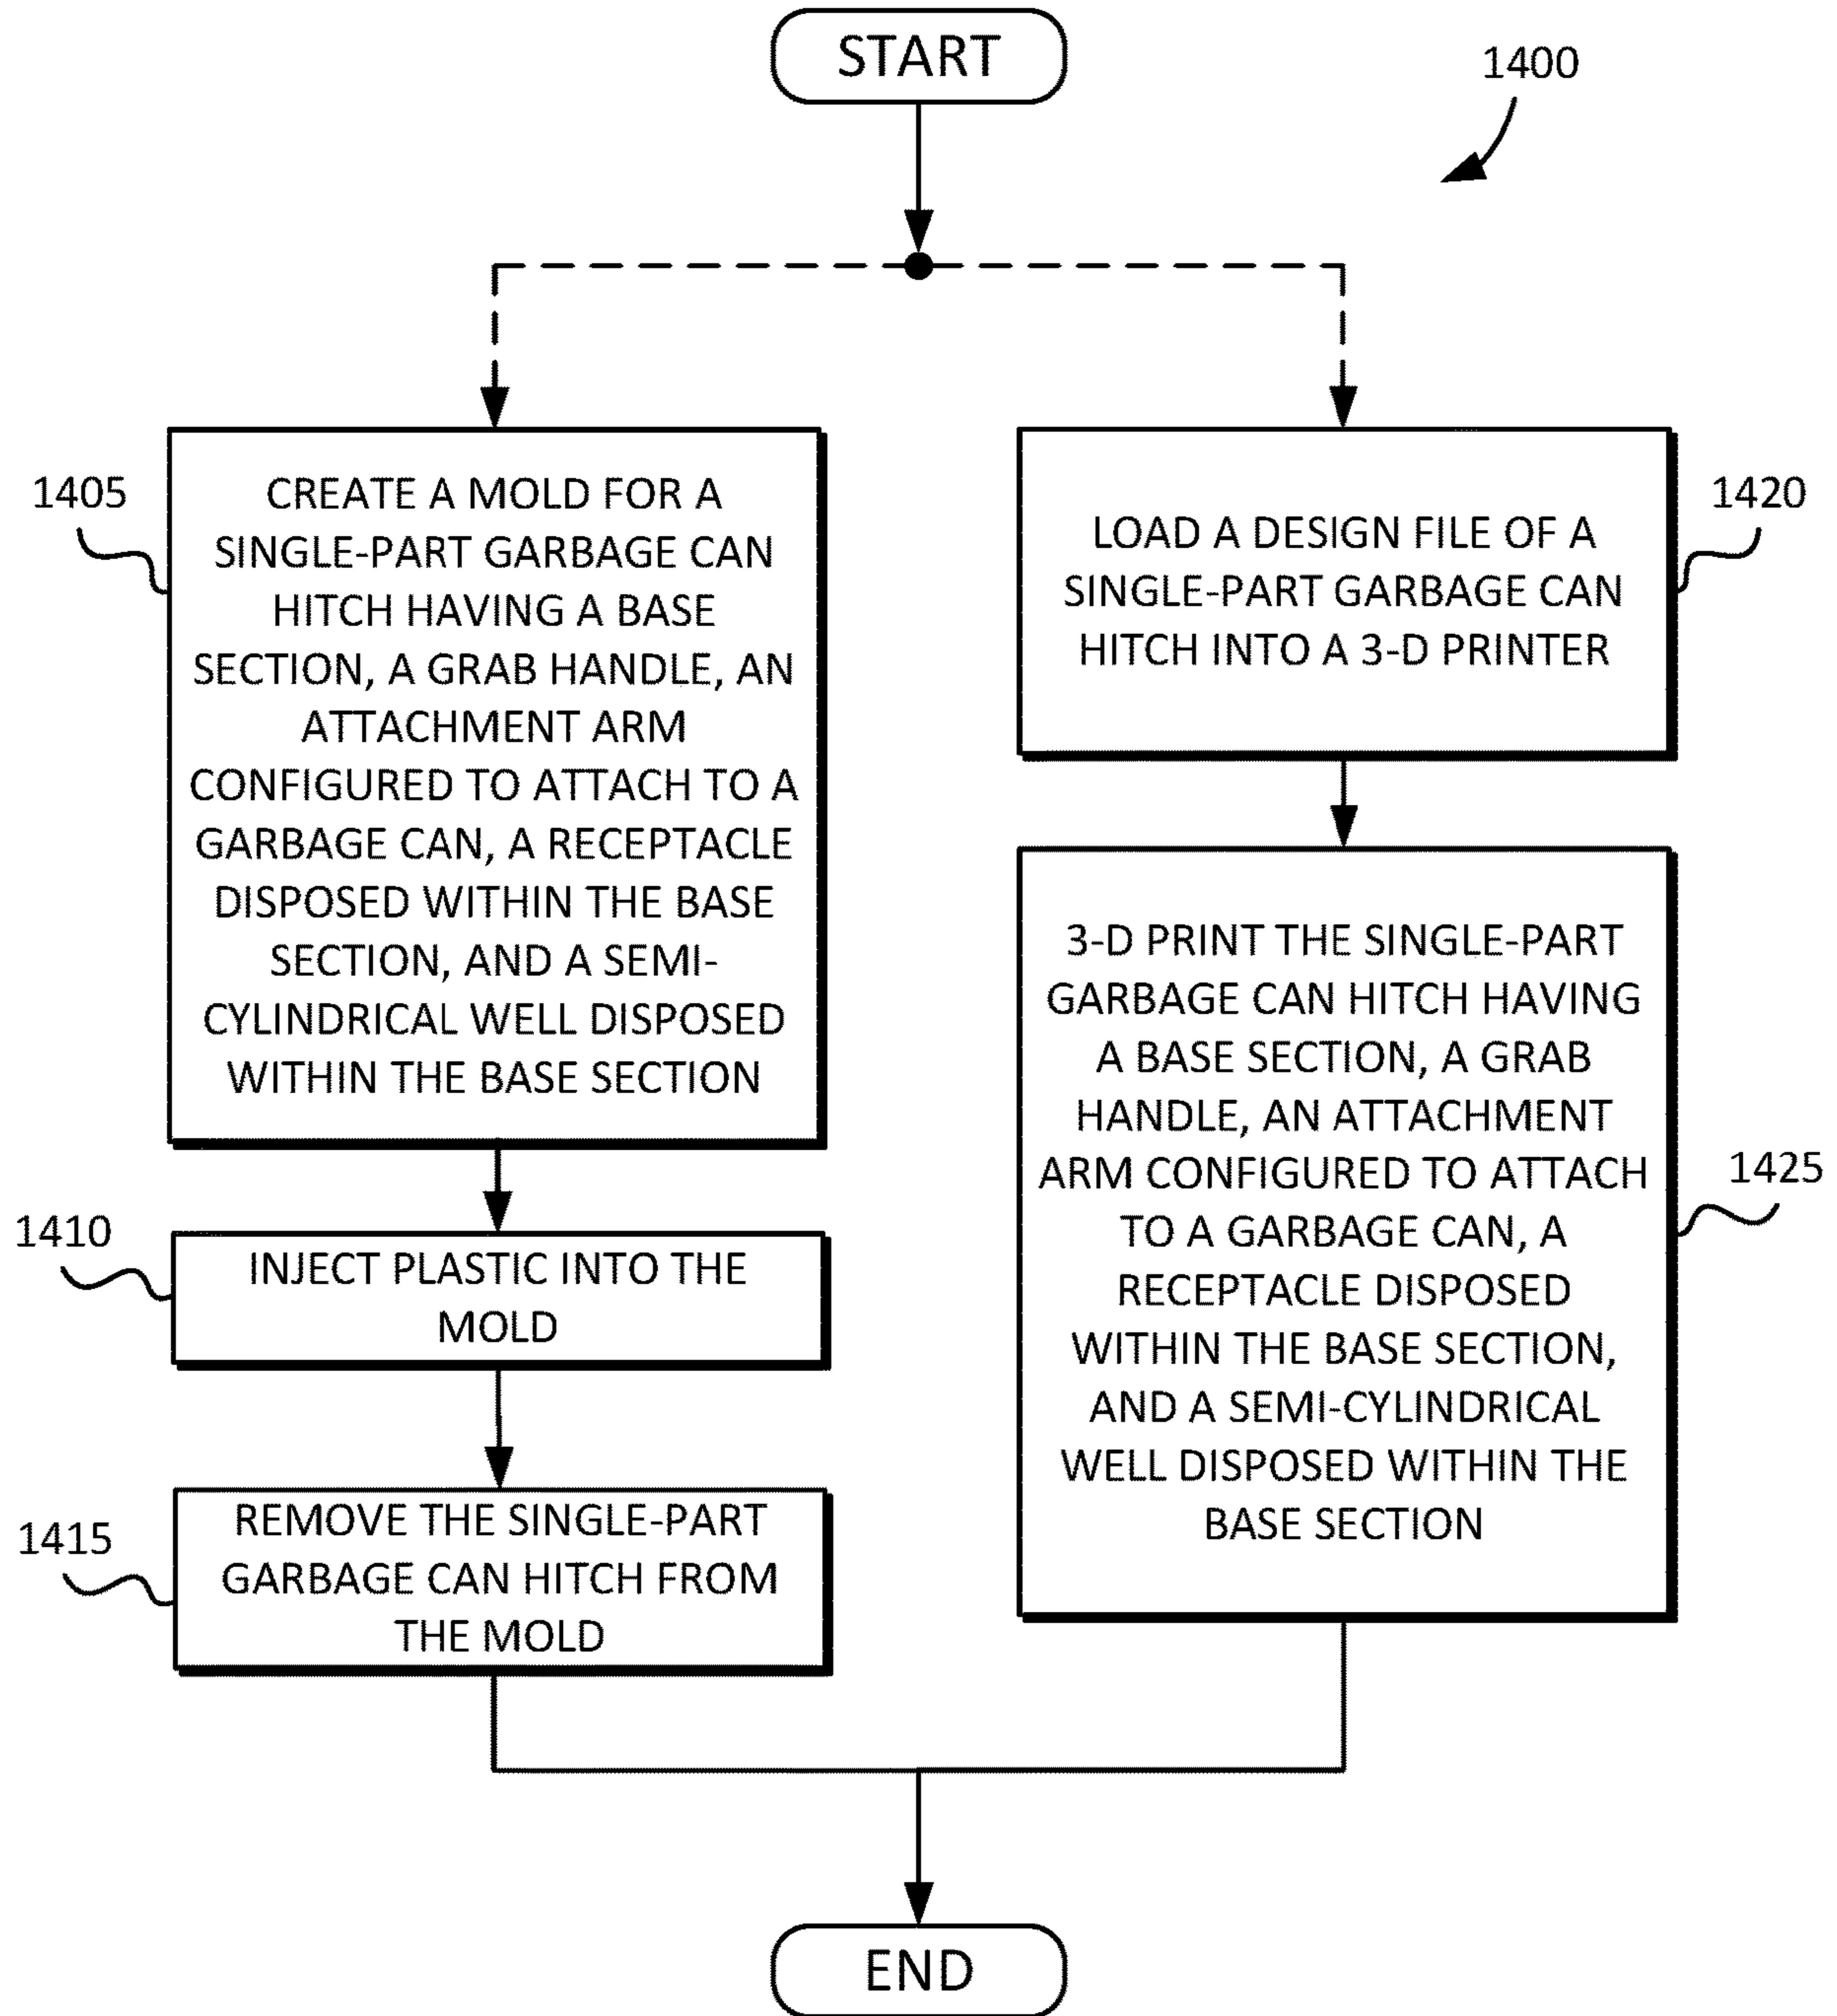 START
1400
1405
CREATE A MOLD FOR A
SINGLE-PART GARBAGE CAN
HITCH HAVING A BASE
SECTION, A GRAB HANDLE, AN
ATTACHMENT ARM
CONFIGURED TO ATTACH TO A
GARBAGE CAN, A RECEPTACLE
DISPOSED WITHIN THE BASE
SECTION, AND A SEMI-
CYLINDRICAL WELL DISPOSED
WITHIN THE BASE SECTION
1410
INJECT PLASTIC INTO THE
MOLD
1415
REMOVE THE SINGLE-PART
GARBAGE CAN HITCH FROM
THE MOLD
1420
LOAD A DESIGN FILE OF A
SINGLE-PART GARBAGE CAN
HITCH INTO A 3-D PRINTER
1425
3-D PRINT THE SINGLE-PART
GARBAGE CAN HITCH HAVING
A BASE SECTION, A GRAB
HANDLE, AN ATTACHMENT
ARM CONFIGURED TO ATTACH
TO A GARBAGE CAN, A
RECEPTACLE DISPOSED
WITHIN THE BASE SECTION,
AND A SEMI-CYLINDRICAL
WELL DISPOSED WITHIN THE
BASE SECTION
END